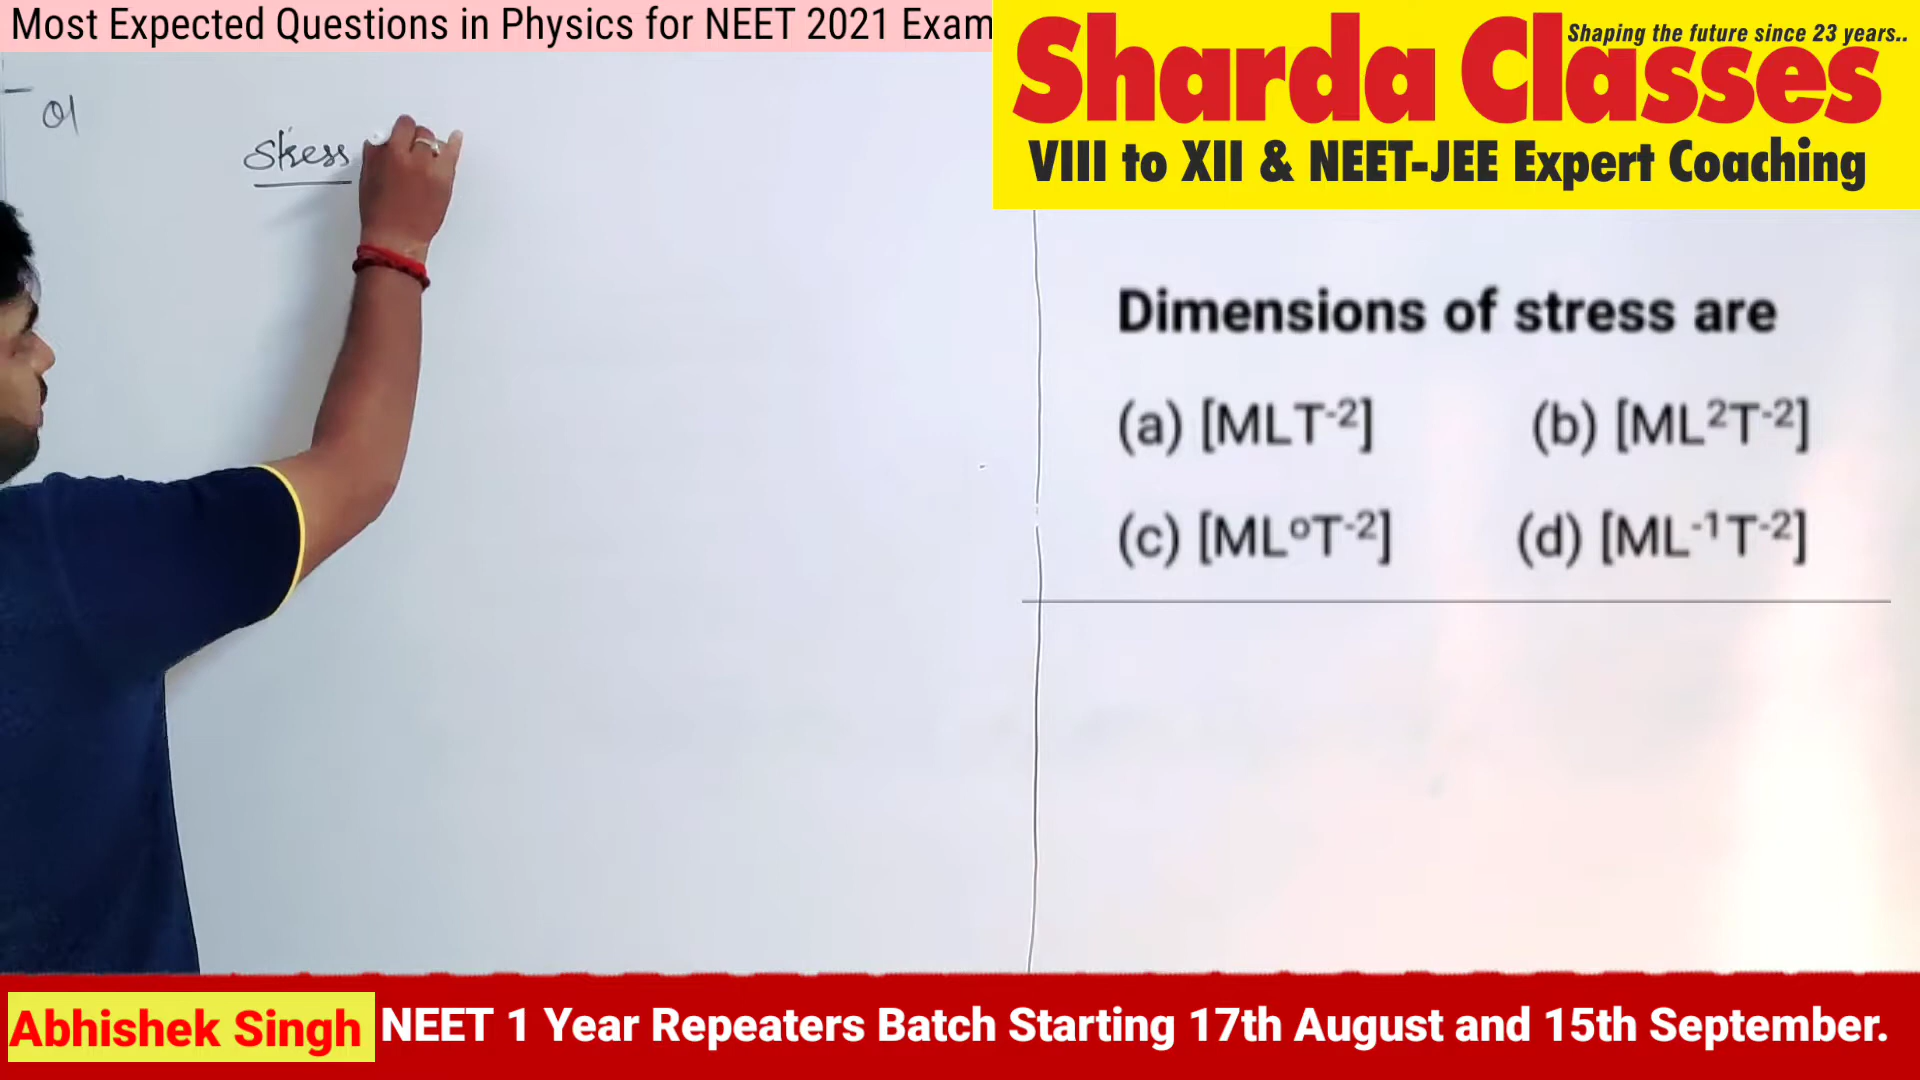 Most Expected Questions in Physics for NEET 2021 Exam
Shaping the future since 23 years..
Sharda Classes
VIII to XII & NEET-JEE Expert Coaching
01
Stress
Dimensions of stress are
(a) [MLT⁻²] (b) [ML²T⁻²]
(c) [ML⁰T⁻²] (d) [ML⁻¹T⁻²]
Abhishek Singh NEET 1 Year Repeaters Batch Starting 17th August and 15th September.